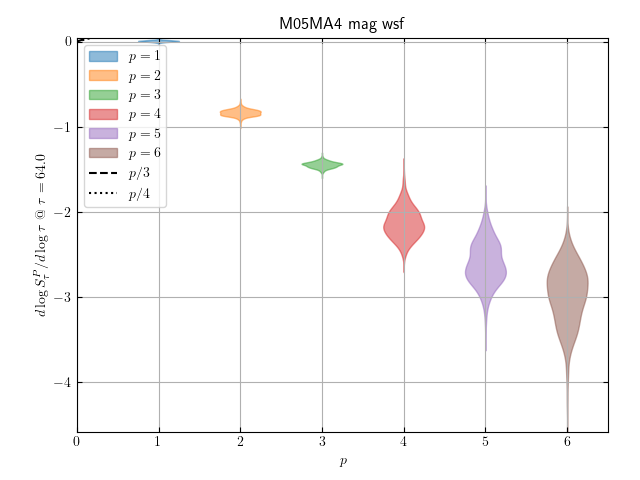 M05MA4 mag wsf
d log S_τ^P / d log τ @ τ = 64.0
0
−1
−2
−3
−4
p = 1
p = 2
p = 3
p = 4
p = 5
p = 6
p/3
p/4
0 1 2 3 4 5 6
p